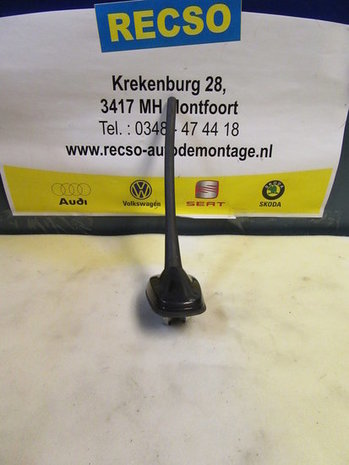 RECSO
Krekenburg 28,
3417 MH Montfoort
Tel. : 0348 - 47 44 18
www.recso-autodemontage.nl
Audi Volkswagen SEAT SKODA